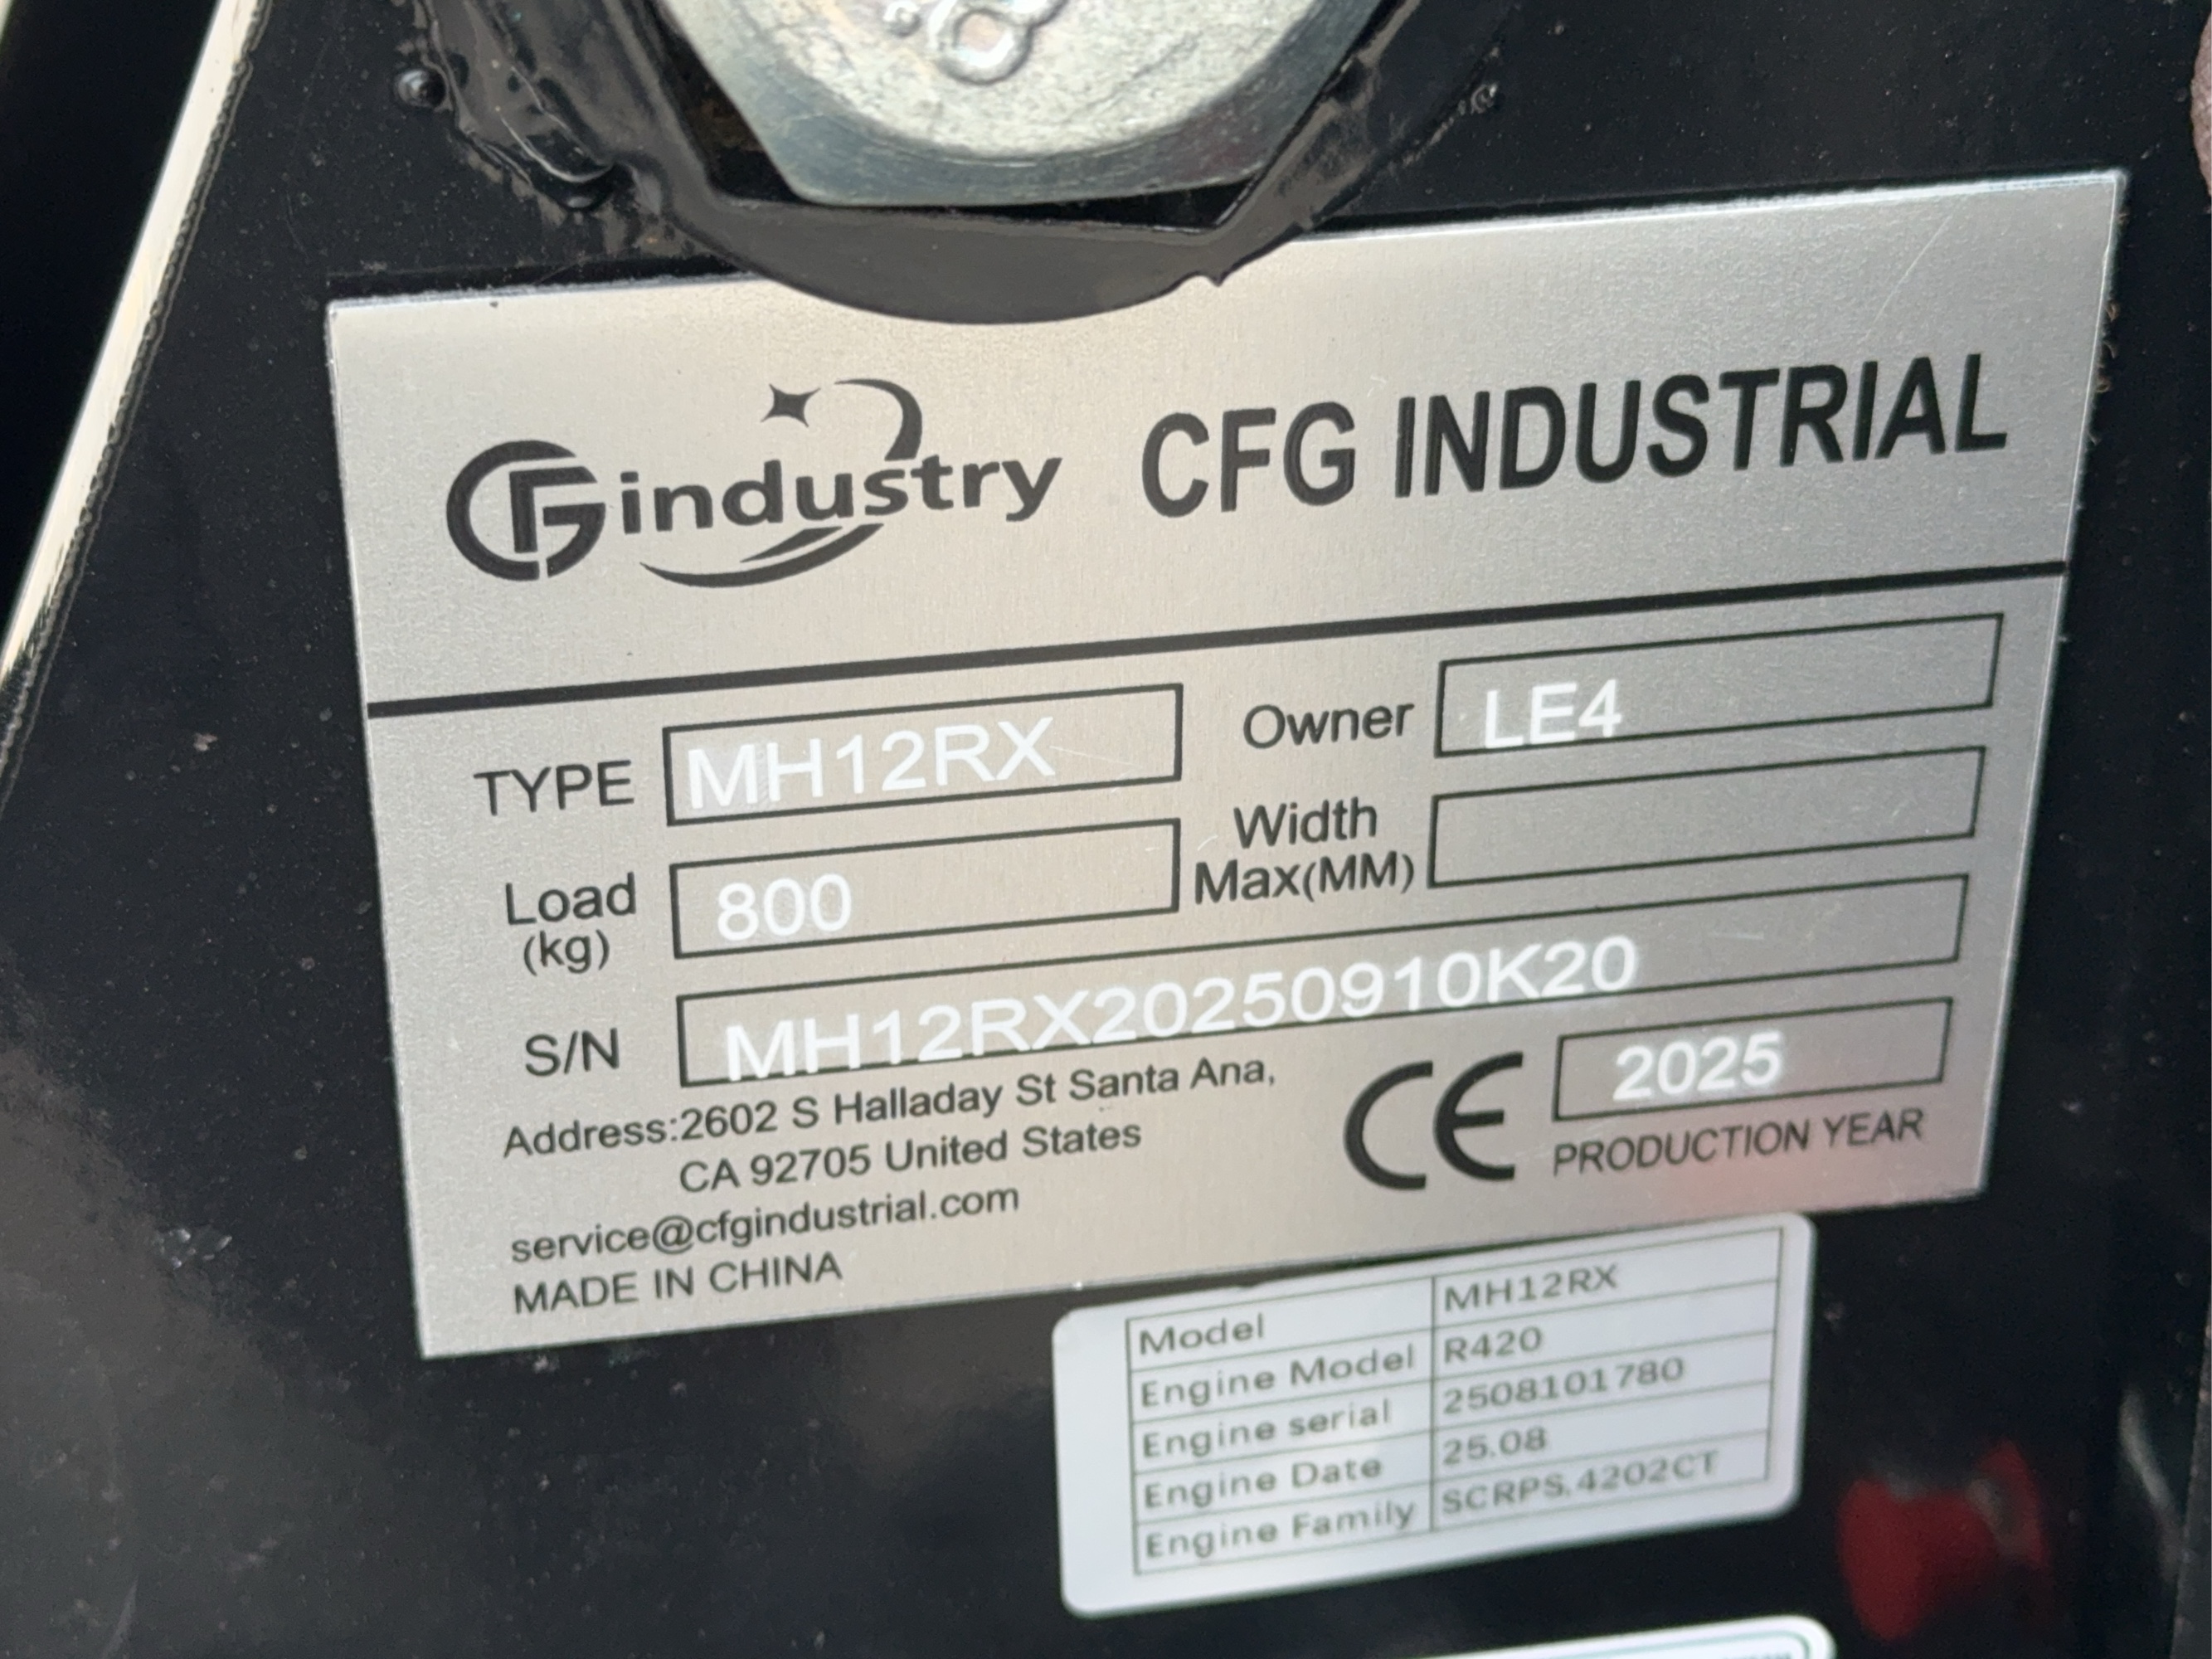 CFG industry CFG INDUSTRIAL
TYPE MH12RX Owner LE4
Load (kg) 800 Width Max(MM)
S/N MH12RX20250910K20
Address:2602 S Halladay St Santa Ana,
CA 92705 United States
service@cfgindustrial.com
MADE IN CHINA
CE 2025
PRODUCTION YEAR
Model MH12RX
Engine Model R420
Engine serial 2508101780
Engine Date 25.08
Engine Family SCRPS.4202CT